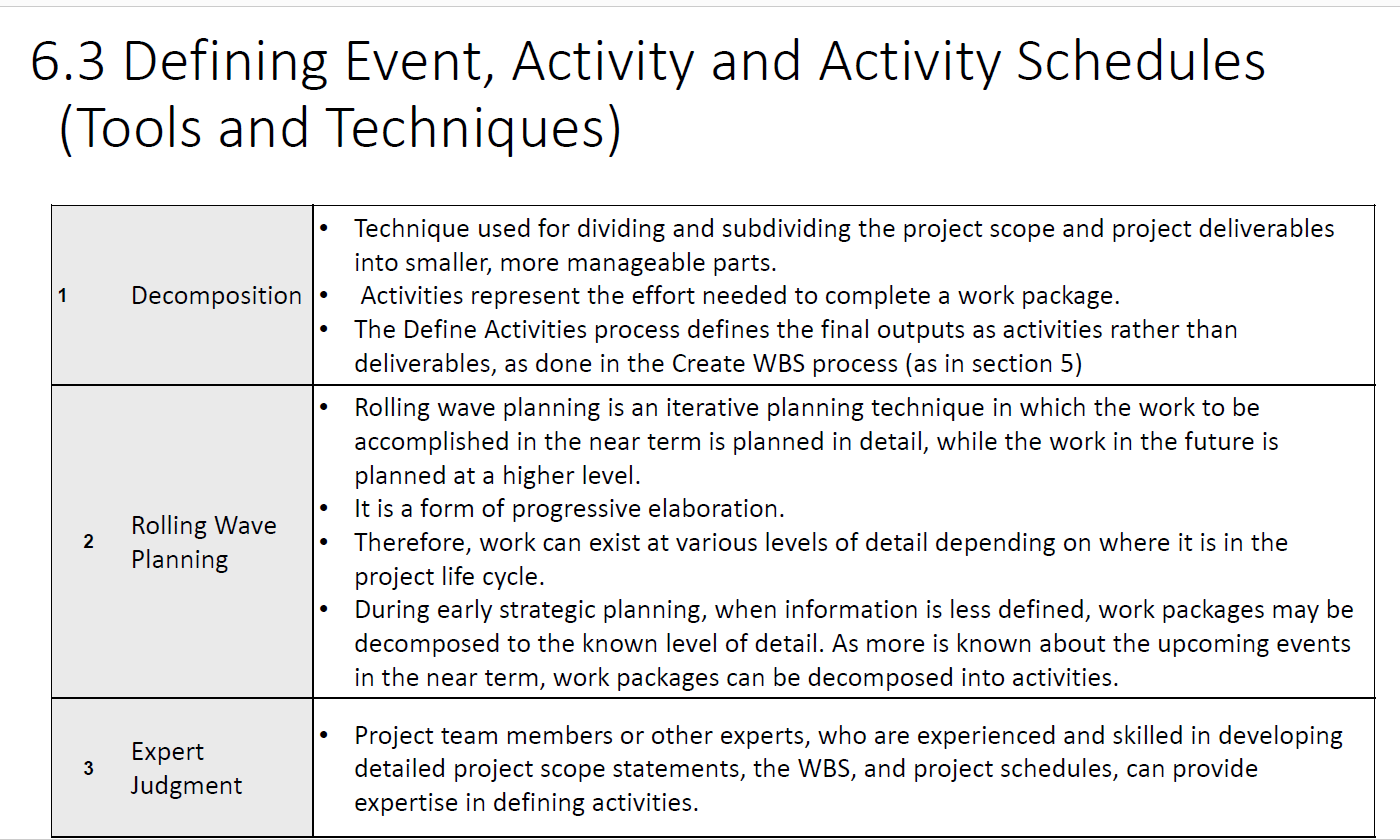 6.3 Defining Event, Activity and Activity Schedules
(Tools and Techniques)
1
Decomposition
• Technique used for dividing and subdividing the project scope and project deliverables
into smaller, more manageable parts.
• Activities represent the effort needed to complete a work package.
• The Define Activities process defines the final outputs as activities rather than
deliverables, as done in the Create WBS process (as in section 5)
2
Rolling Wave
Planning
• Rolling wave planning is an iterative planning technique in which the work to be
accomplished in the near term is planned in detail, while the work in the future is
planned at a higher level.
• It is a form of progressive elaboration.
• Therefore, work can exist at various levels of detail depending on where it is in the
project life cycle.
• During early strategic planning, when information is less defined, work packages may be
decomposed to the known level of detail. As more is known about the upcoming events
in the near term, work packages can be decomposed into activities.
3
Expert
Judgment
• Project team members or other experts, who are experienced and skilled in developing
detailed project scope statements, the WBS, and project schedules, can provide
expertise in defining activities.